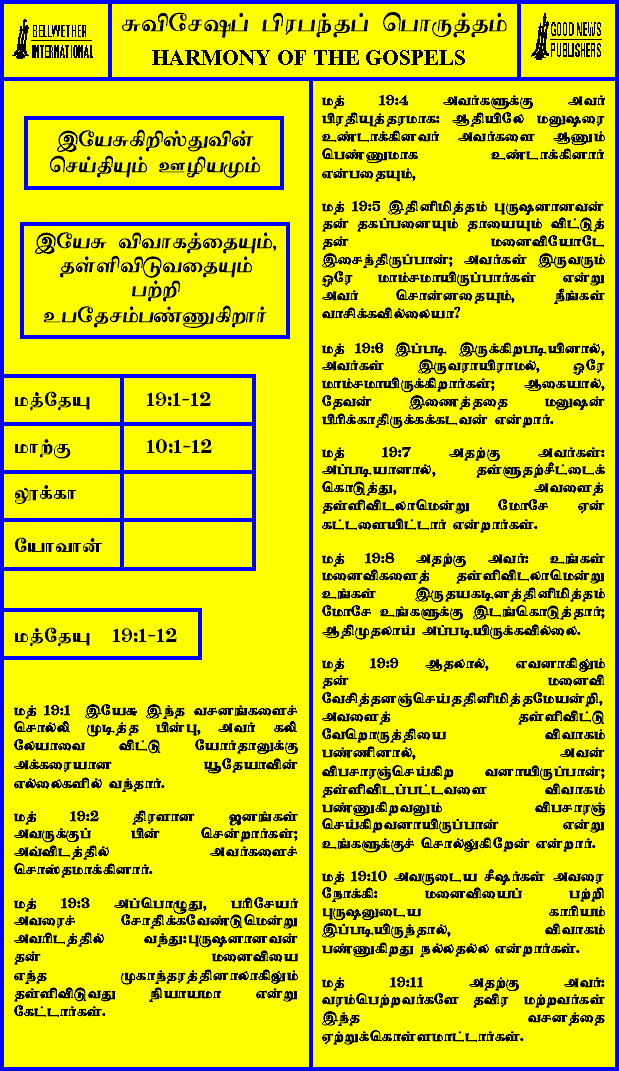 BELLWETHER
INTERNATIONAL
சுவிசேஷப் பிரபந்தப் பொருத்தம்
HARMONY OF THE GOSPELS
GOOD NEWS
PUBLISHERS
இயேசுகிறிஸ்துவின்
செய்தியும் ஊழியமும்
இயேசு விவாகத்தையும்,
தள்ளிவிடுவதையும்
பற்றி
உபதேசம்பண்ணுகிறார்
மத்தேயு 19:1-12
மாற்கு 10:1-12
லூக்கா
யோவான்
மத்தேயு 19:1-12
மத் 19:1 இயேசு இந்த வசனங்களைச்
சொல்லி முடித்த பின்பு, அவர் கலி
லேயாவை விட்டு யோர்தானுக்கு
அக்கரையான யூதேயாவின்
எல்லைகளில் வந்தார்.
மத் 19:2 திரளான ஜனங்கள்
அவருக்குப் பின் சென்றார்கள்;
அவ்விடத்தில் அவர்களைச்
சொஸ்தமாக்கினார்.
மத் 19:3 அப்பொழுது, பரிசேயர்
அவரைச் சோதிக்கவேண்டுமென்று
அவரிடத்தில் வந்து:புருஷனானவன்
தன் மனைவியை
எந்த முகாந்தரத்தினாலாகிலும்
தள்ளிவிடுவது நியாயமா என்று
கேட்டார்கள்.
மத் 19:4 அவர்களுக்கு அவர்
பிரதியுத்தரமாக: ஆதியிலே மனுஷரை
உண்டாக்கினவர் அவர்களை ஆணும்
பெண்ணுமாக உண்டாக்கினார்
என்பதையும்,
மத் 19:5 இதினிமித்தம் புருஷனானவன்
தன் தகப்பனையும் தாயையும் விட்டுத்
தன் மனைவியோடே
இசைந்திருப்பான்; அவர்கள் இருவரும்
ஒரே மாம்சமாயிருப்பார்கள் என்று
அவர் சொன்னதையும், நீங்கள்
வாசிக்கவில்லையா?
மத் 19:6 இப்படி இருக்கிறபடியினால்,
அவர்கள் இருவராயிராமல், ஒரே
மாம்சமாயிருக்கிறார்கள்; ஆகையால்,
தேவன் இணைத்ததை மனுஷன்
பிரிக்காதிருக்கக்கடவன் என்றார்.
மத் 19:7 அதற்கு அவர்கள்:
அப்படியானால், தள்ளுதற்சீட்டைக்
கொடுத்து, அவளைத்
தள்ளிவிடலாமென்று மோசே ஏன்
கட்டளையிட்டார் என்றார்கள்.
மத் 19:8 அதற்கு அவர்: உங்கள்
மனைவிகளைத் தள்ளிவிடலாமென்று
உங்கள் இருதயகடினத்தினிமித்தம்
மோசே உங்களுக்கு இடங்கொடுத்தார்;
ஆதிமுதலாய் அப்படியிருக்கவில்லை.
மத் 19:9 ஆதலால், எவனாகிலும்
தன் மனைவி
வேசித்தனஞ்செய்ததினிமித்தமேயன்றி,
அவளைத் தள்ளிவிட்டு
வேறொருத்தியை விவாகம்
பண்ணினால், அவன்
விபசாரஞ்செய்கிற வனாயிருப்பான்;
தள்ளிவிடப்பட்டவளை விவாகம்
பண்ணுகிறவனும் விபசாரஞ்
செய்கிறவனாயிருப்பான் என்று
உங்களுக்குச் சொல்லுகிறேன் என்றார்.
மத் 19:10 அவருடைய சீஷர்கள் அவரை
நோக்கி: மனைவியைப் பற்றி
புருஷனுடைய காரியம்
இப்படியிருந்தால், விவாகம்
பண்ணுகிறது நல்லதல்ல என்றார்கள்.
மத் 19:11 அதற்கு அவர்:
வரம்பெற்றவர்களே தவிர மற்றவர்கள்
இந்த வசனத்தை
ஏற்றுக்கொள்ளமாட்டார்கள்.